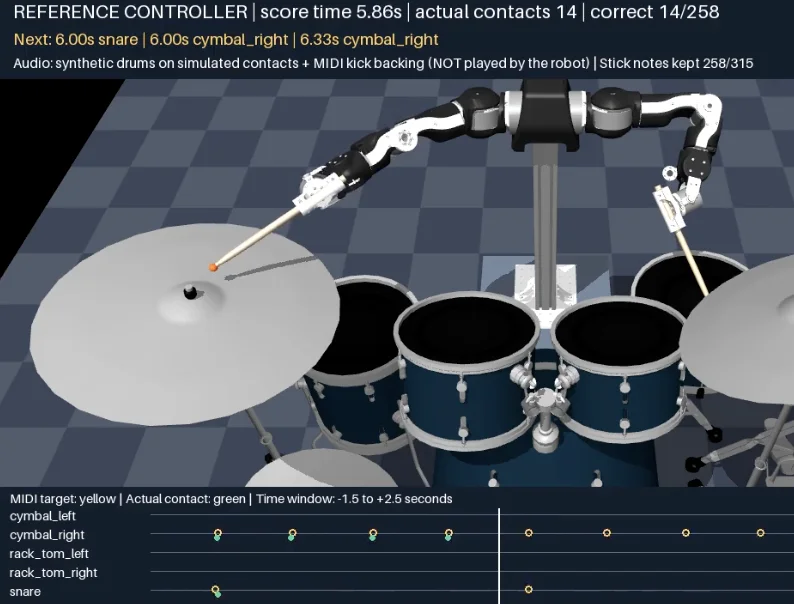 REFERENCE CONTROLLER | score time 5.86s | actual contacts 14 | correct 14/258
Next: 6.00s snare | 6.00s cymbal_right | 6.33s cymbal_right
Audio: synthetic drums on simulated contacts + MIDI kick backing (NOT played by the robot) | Stick notes kept 258/315
MIDI target: yellow | Actual contact: green | Time window: -1.5 to +2.5 seconds
cymbal_left
cymbal_right
rack_tom_left
rack_tom_right
snare